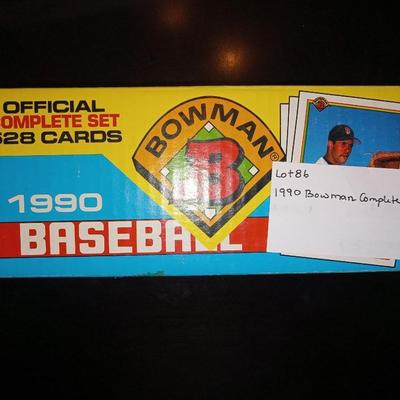 OFFICIAL
COMPLETE SET
528 CARDS
BOWMAN®
B
1990
BASEBALL
Lot 86
1990 Bowman Complete